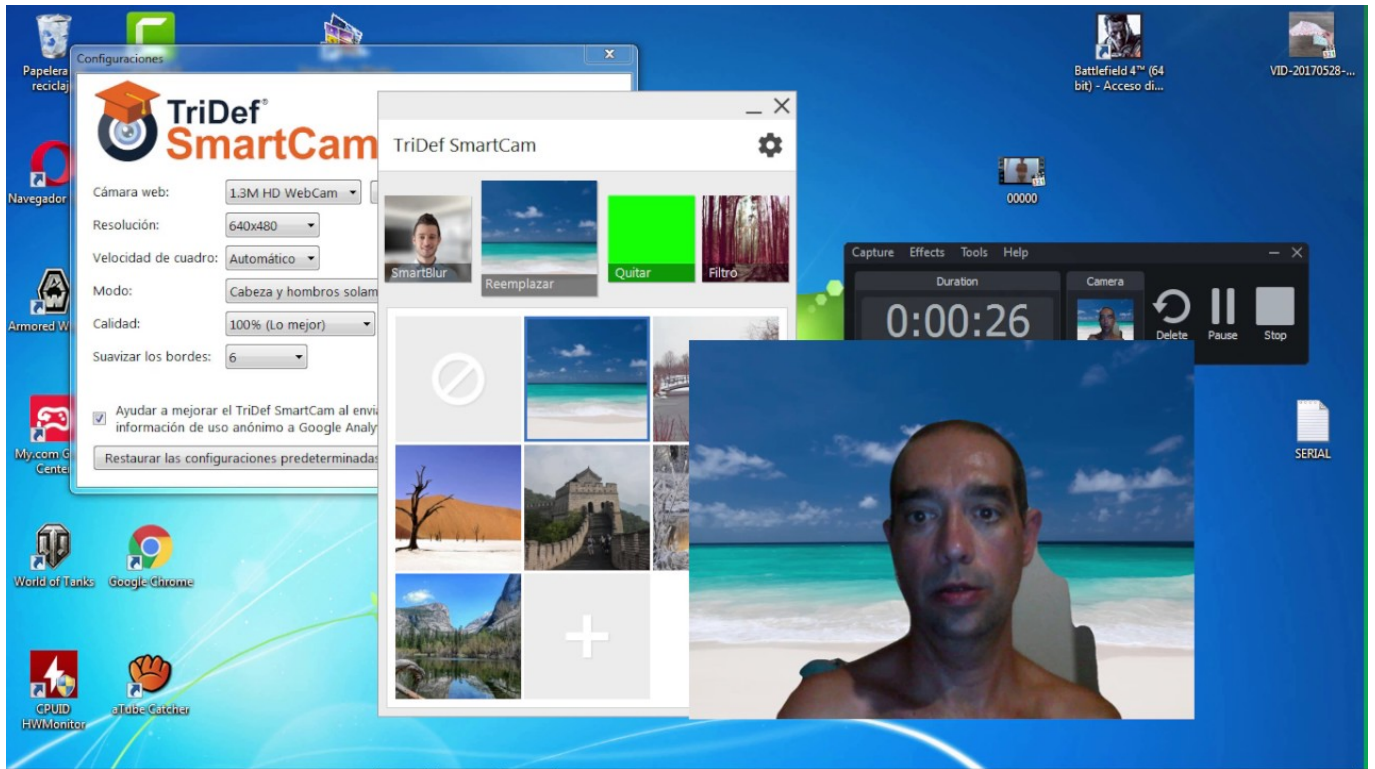 Papelera
reciclaj
Navegador
Armored W
My.com G
Center
World of Tanks
Google Chrome
CPUID
HWMonitor
aTube Catcher
Configuraciones
TriDef®
SmartCam
Cámara web:
1.3M HD WebCam
Resolución:
640x480
Velocidad de cuadro:
Automático
Modo:
Cabeza y hombros solam
Calidad:
100% (Lo mejor)
Suavizar los bordes:
6
Ayudar a mejorar el TriDef SmartCam al envia
información de uso anónimo a Google Analy
Restaurar las configuraciones predeterminadas
TriDef SmartCam
SmartBlur
Reemplazar
Quitar
Filtro
Battlefield 4™ (64
bit) - Acceso di...
VID-20170528-...
00000
Capture Effects Tools Help
Duration
Camera
0:00:26
Delete
Pause
Stop
SERIAL